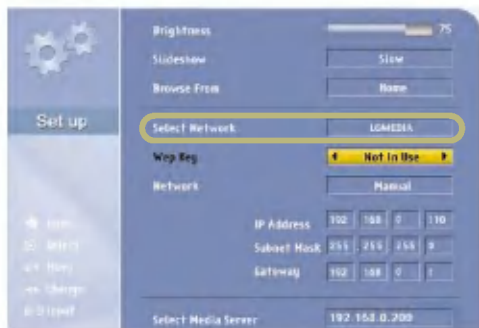 Brightness 75
Slideshow Slow
Browse From Home
Set up
Select Network LGMEDIA
Wep Key Not In Use
Network Manual
IP Address 192 168 0 110
Subnet Mask 255 255 255 0
Gateway 192 168 0 1
Select Media Server 192.168.0.200